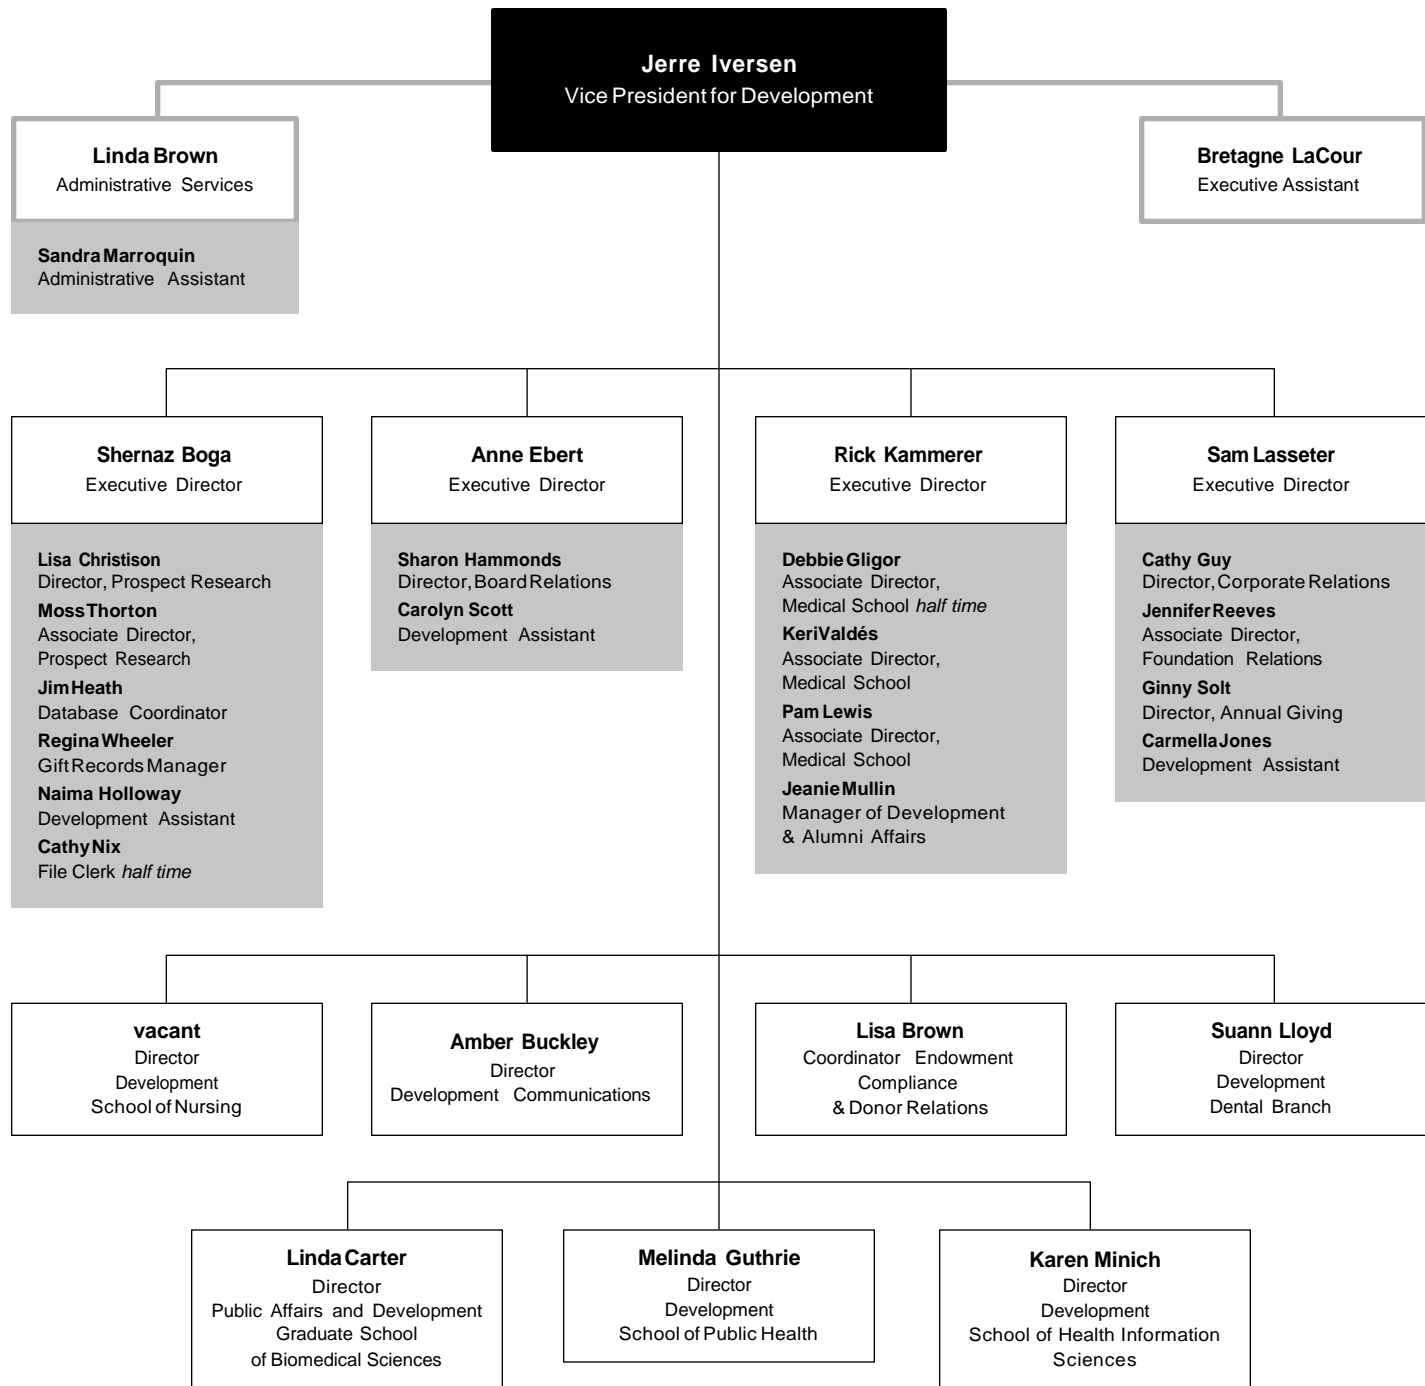 Jerre Iversen
Vice President for Development
Linda Brown
Administrative Services
Sandra Marroquin
Administrative Assistant
Bretagne LaCour
Executive Assistant
Shernaz Boga
Executive Director
Lisa Christison
Director, Prospect Research
Moss Thorton
Associate Director,
Prospect Research
Jim Heath
Database Coordinator
Regina Wheeler
Gift Records Manager
Naima Holloway
Development Assistant
Cathy Nix
File Clerk half time
Anne Ebert
Executive Director
Sharon Hammonds
Director, Board Relations
Carolyn Scott
Development Assistant
Rick Kammerer
Executive Director
Debbie Gligor
Associate Director,
Medical School half time
Keri Valdés
Associate Director,
Medical School
Pam Lewis
Associate Director,
Medical School
Jeanie Mullin
Manager of Development
& Alumni Affairs
Sam Lasseter
Executive Director
Cathy Guy
Director, Corporate Relations
Jennifer Reeves
Associate Director,
Foundation Relations
Ginny Solt
Director, Annual Giving
Carmella Jones
Development Assistant
vacant
Director
Development
School of Nursing
Amber Buckley
Director
Development Communications
Lisa Brown
Coordinator Endowment
Compliance
& Donor Relations
Suann Lloyd
Director
Development
Dental Branch
Linda Carter
Director
Public Affairs and Development
Graduate School
of Biomedical Sciences
Melinda Guthrie
Director
Development
School of Public Health
Karen Minich
Director
Development
School of Health Information
Sciences